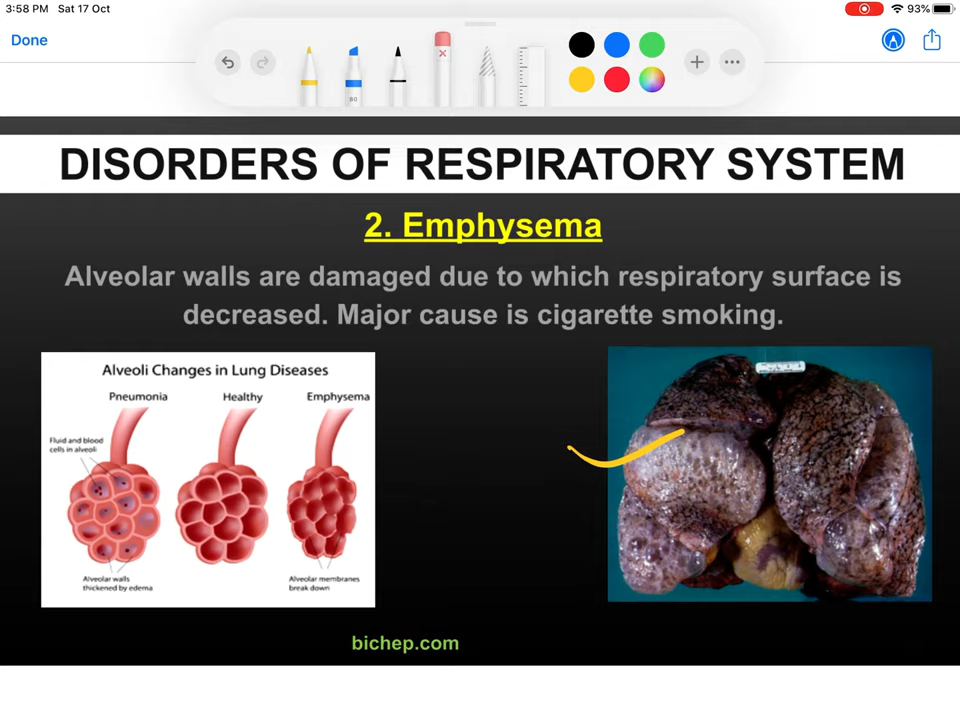 3:58 PM Sat 17 Oct
93%
Done
80
DISORDERS OF RESPIRATORY SYSTEM
2. Emphysema
Alveolar walls are damaged due to which respiratory surface is
decreased. Major cause is cigarette smoking.
Alveoli Changes in Lung Diseases
Pneumonia Healthy Emphysema
Fluid and blood
cells in alveoli
Alveolar walls
thickened by edema
Alveolar membranes
break down
bichep.com